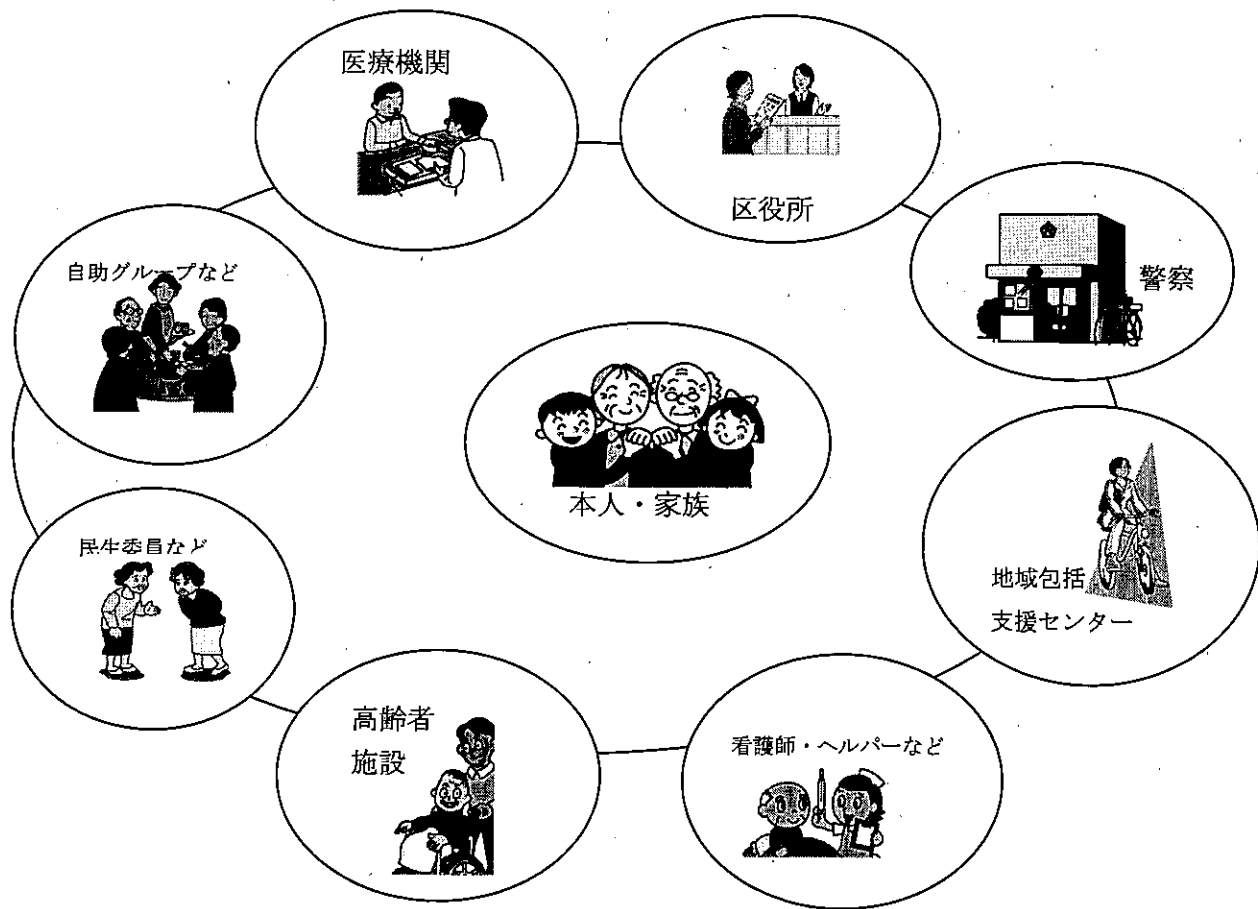 医療機関
区役所
警察
自助グループなど
本人・家族
地域包括
支援センター
民生委員など
高齢者
施設
看護師・ヘルパーなど